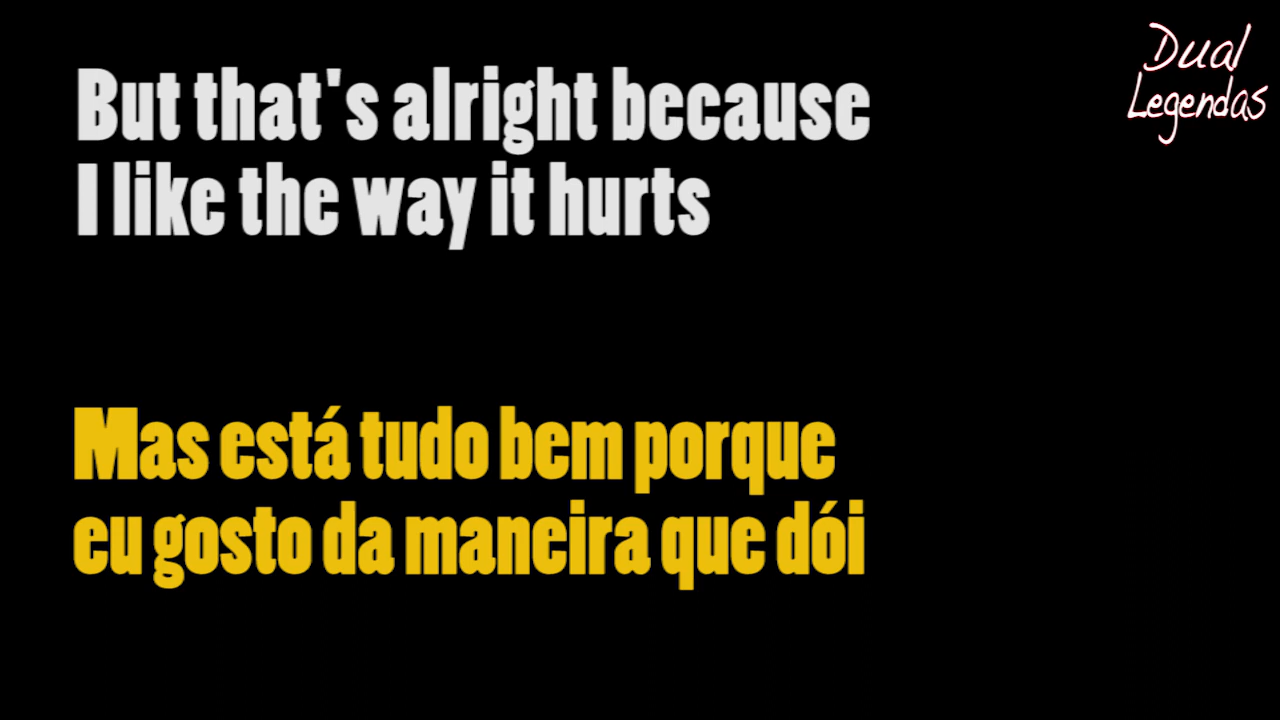 But that's alright because
I like the way it hurts
Mas está tudo bem porque
eu gosto da maneira que dói
Dual
Legendas